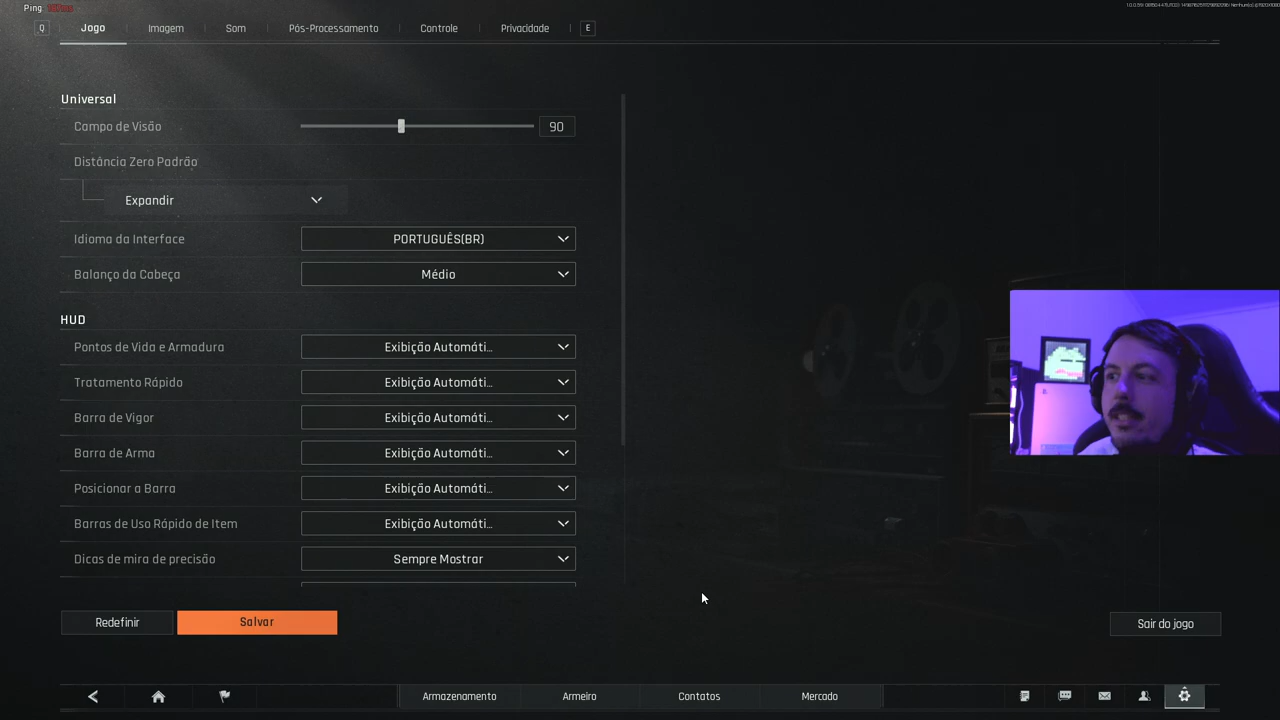 Ping:
Q
Jogo
Imagem
Som
Pós-Processamento
Controle
Privacidade
E
Universal
Campo de Visão
90
Distância Zero Padrão
Expandir
Idioma da Interface
PORTUGUÊS(BR)
Balanço da Cabeça
Médio
HUD
Pontos de Vida e Armadura
Exibição Automáti...
Tratamento Rápido
Exibição Automáti...
Barra de Vigor
Exibição Automáti...
Barra de Arma
Exibição Automáti...
Posicionar a Barra
Exibição Automáti...
Barras de Uso Rápido de Item
Exibição Automáti...
Dicas de mira de precisão
Sempre Mostrar
Redefinir
Salvar
Sair do jogo
Armazenamento
Armeiro
Contatos
Mercado